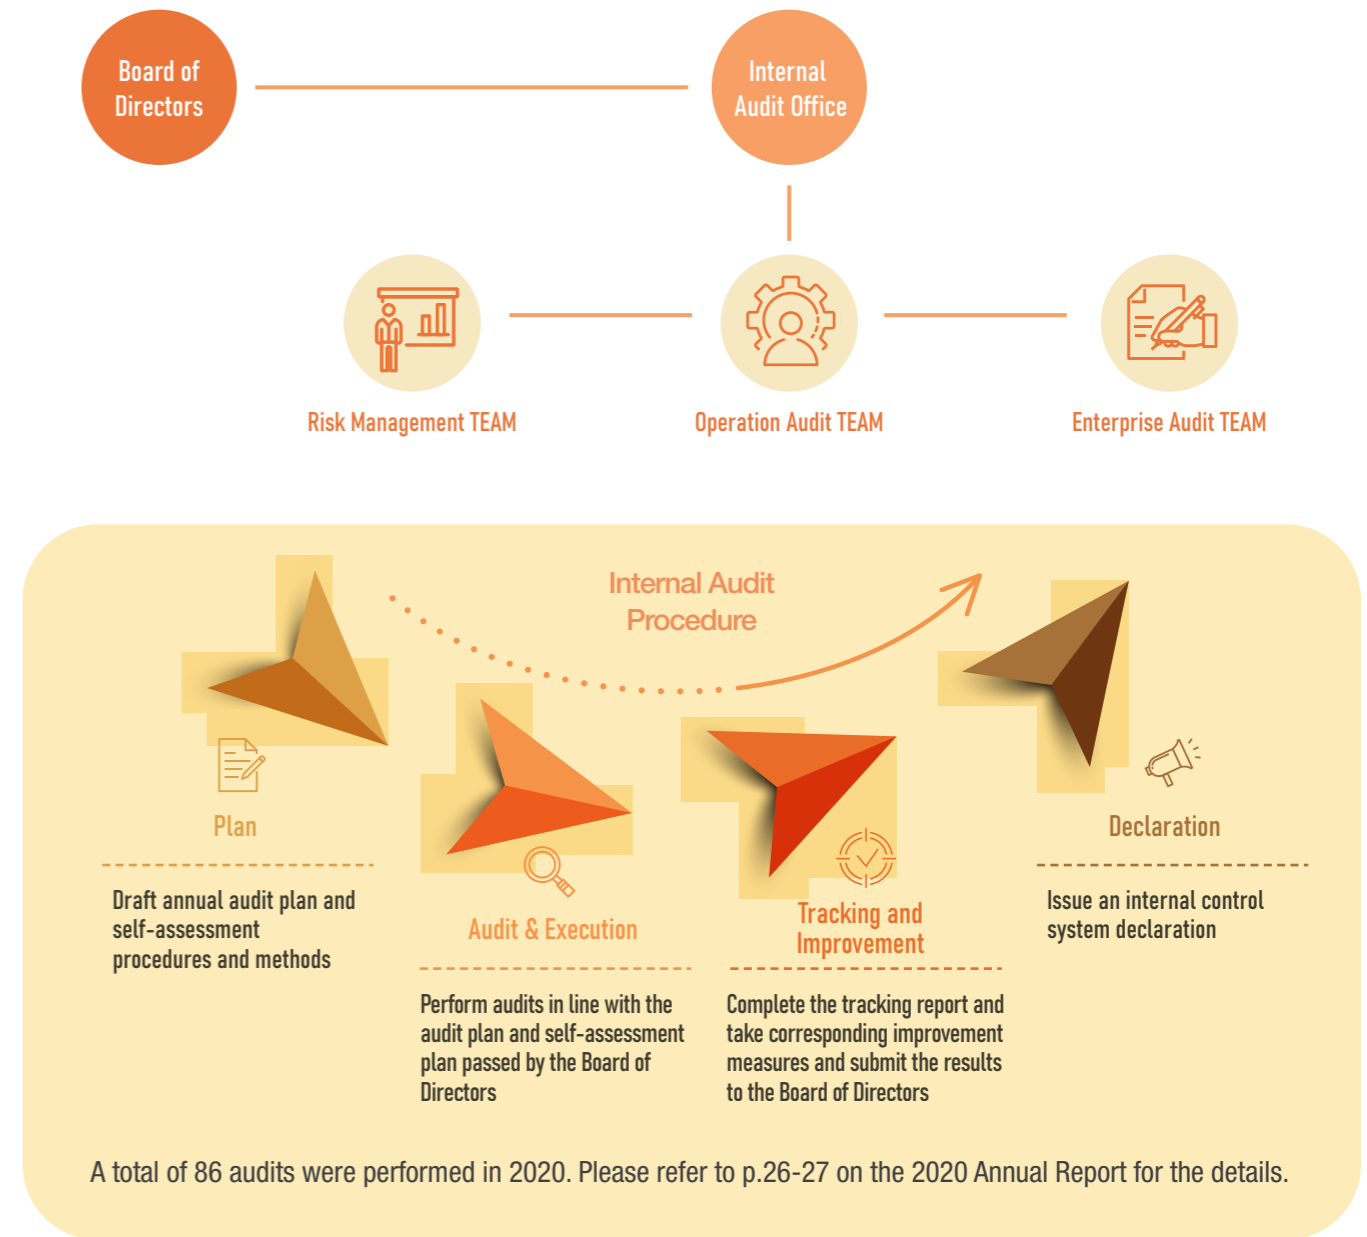 Board of
Directors
Internal
Audit Office
Risk Management TEAM
Operation Audit TEAM
Enterprise Audit TEAM
Internal Audit
Procedure
Plan
Draft annual audit plan and
self-assessment
procedures and methods
Audit & Execution
Perform audits in line with the
audit plan and self-assessment
plan passed by the Board of
Directors
Tracking and
Improvement
Complete the tracking report and
take corresponding improvement
measures and submit the results
to the Board of Directors
Declaration
Issue an internal control
system declaration
A total of 86 audits were performed in 2020. Please refer to p.26-27 on the 2020 Annual Report for the details.